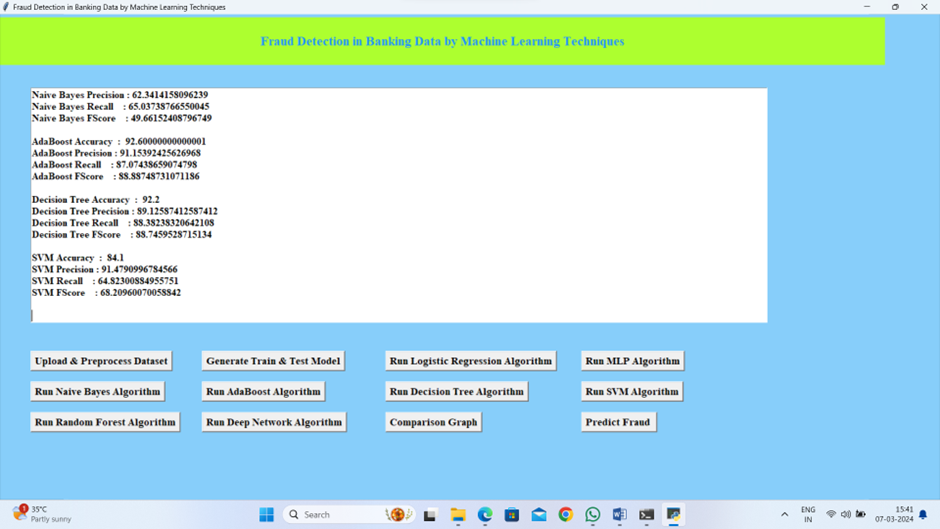 Fraud Detection in Banking Data by Machine Learning Techniques
Fraud Detection in Banking Data by Machine Learning Techniques
Naive Bayes Precision : 62.3414158096239
Naive Bayes Recall : 65.03738766550045
Naive Bayes FScore : 49.66152408796749
AdaBoost Accuracy : 92.60000000000001
AdaBoost Precision : 91.15392425626968
AdaBoost Recall : 87.07438659074798
AdaBoost FScore : 88.88748731071186
Decision Tree Accuracy : 92.2
Decision Tree Precision : 89.12587412587412
Decision Tree Recall : 88.38238320642108
Decision Tree FScore : 88.7459528715134
SVM Accuracy : 84.1
SVM Precision : 91.4790996784566
SVM Recall : 64.82300884955751
SVM FScore : 68.20960070058842
Upload & Preprocess Dataset Generate Train & Test Model Run Logistic Regression Algorithm Run MLP Algorithm
Run Naive Bayes Algorithm Run AdaBoost Algorithm Run Decision Tree Algorithm Run SVM Algorithm
Run Random Forest Algorithm Run Deep Network Algorithm Comparison Graph Predict Fraud
1 35°C Search ENG 15:41
Partly sunny IN 07-03-2024